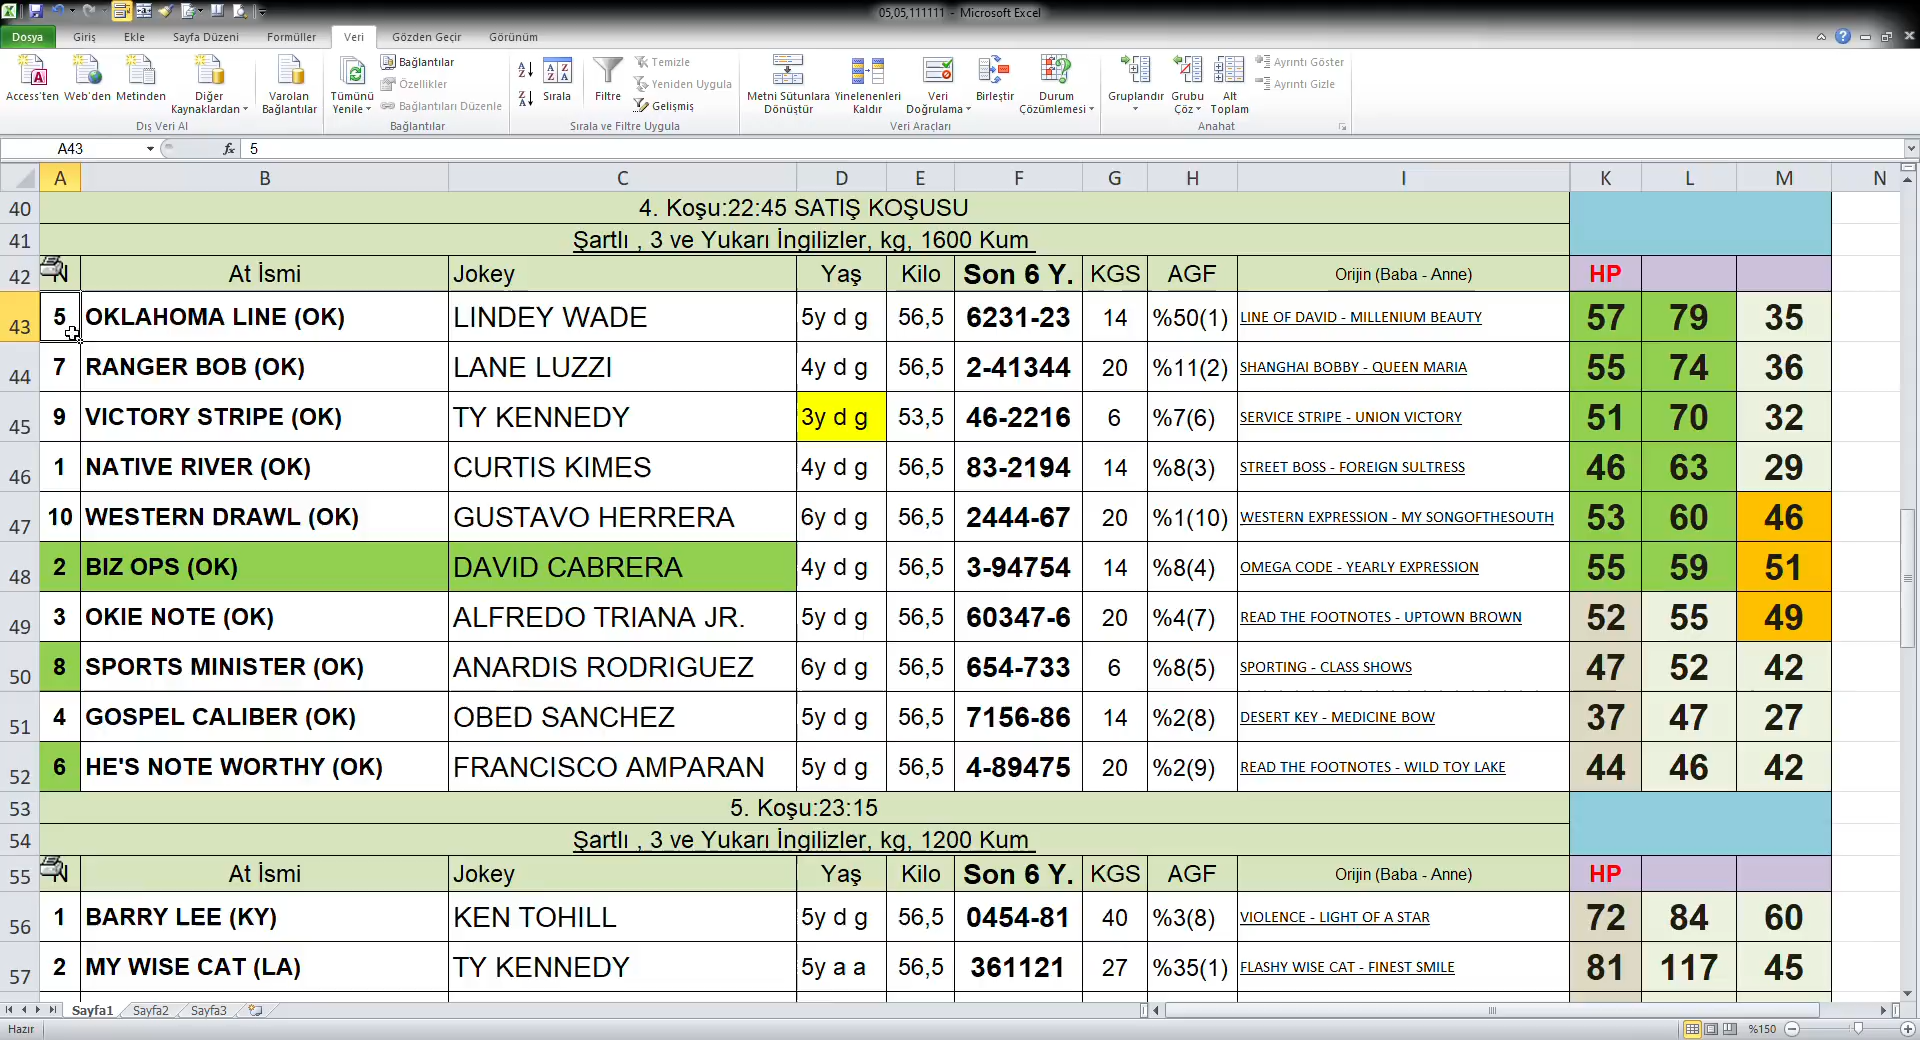 05,05,111111 - Microsoft Excel
Dosya Giriş Ekle Sayfa Düzeni Formüller Veri Gözden Geçir Görünüm
Access'ten Web'den Metinden Diğer Kaynaklardan Varolan Bağlantılar Tümünü Yenile Bağlantılar Özellikler Bağlantıları Düzenle Sırala Filtre Temizle Yeniden Uygula Gelişmiş Metni Sütunlara Dönüştür Yinelenenleri Kaldır Veri Doğrulama Birleştir Durum Çözümlemesi Gruplandır Grubu Çöz Alt Toplam Ayrıntı Göster Ayrıntı Gizle
Dış Veri Al Bağlantılar Sırala ve Filtre Uygula Veri Araçları Anahat
A43 fx 5
A B C D E F G H I K L M N
40 4. Koşu:22:45 SATIŞ KOŞUSU
41 Şartlı , 3 ve Yukarı İngilizler, kg, 1600 Kum
42 N At İsmi Jokey Yaş Kilo Son 6 Y. KGS AGF Orijin (Baba - Anne) HP
43 5 OKLAHOMA LINE (OK) LINDEY WADE 5y d g 56,5 6231-23 14 %50(1) LINE OF DAVID - MILLENIUM BEAUTY 57 79 35
44 7 RANGER BOB (OK) LANE LUZZI 4y d g 56,5 2-41344 20 %11(2) SHANGHAI BOBBY - QUEEN MARIA 55 74 36
45 9 VICTORY STRIPE (OK) TY KENNEDY 3y d g 53,5 46-2216 6 %7(6) SERVICE STRIPE - UNION VICTORY 51 70 32
46 1 NATIVE RIVER (OK) CURTIS KIMES 4y d g 56,5 83-2194 14 %8(3) STREET BOSS - FOREIGN SULTRESS 46 63 29
47 10 WESTERN DRAWL (OK) GUSTAVO HERRERA 6y d g 56,5 2444-67 20 %1(10) WESTERN EXPRESSION - MY SONGOFTHESOUTH 53 60 46
48 2 BIZ OPS (OK) DAVID CABRERA 4y d g 56,5 3-94754 14 %8(4) OMEGA CODE - YEARLY EXPRESSION 55 59 51
49 3 OKIE NOTE (OK) ALFREDO TRIANA JR. 5y d g 56,5 60347-6 20 %4(7) READ THE FOOTNOTES - UPTOWN BROWN 52 55 49
50 8 SPORTS MINISTER (OK) ANARDIS RODRIGUEZ 6y d g 56,5 654-733 6 %8(5) SPORTING - CLASS SHOWS 47 52 42
51 4 GOSPEL CALIBER (OK) OBED SANCHEZ 5y d g 56,5 7156-86 14 %2(8) DESERT KEY - MEDICINE BOW 37 47 27
52 6 HE'S NOTE WORTHY (OK) FRANCISCO AMPARAN 5y d g 56,5 4-89475 20 %2(9) READ THE FOOTNOTES - WILD TOY LAKE 44 46 42
53 5. Koşu:23:15
54 Şartlı , 3 ve Yukarı İngilizler, kg, 1200 Kum
55 N At İsmi Jokey Yaş Kilo Son 6 Y. KGS AGF Orijin (Baba - Anne) HP
56 1 BARRY LEE (KY) KEN TOHILL 5y d g 56,5 0454-81 40 %3(8) VIOLENCE - LIGHT OF A STAR 72 84 60
57 2 MY WISE CAT (LA) TY KENNEDY 5y a a 56,5 361121 27 %35(1) FLASHY WISE CAT - FINEST SMILE 81 117 45
Sayfa1 Sayfa2 Sayfa3
Hazır %150